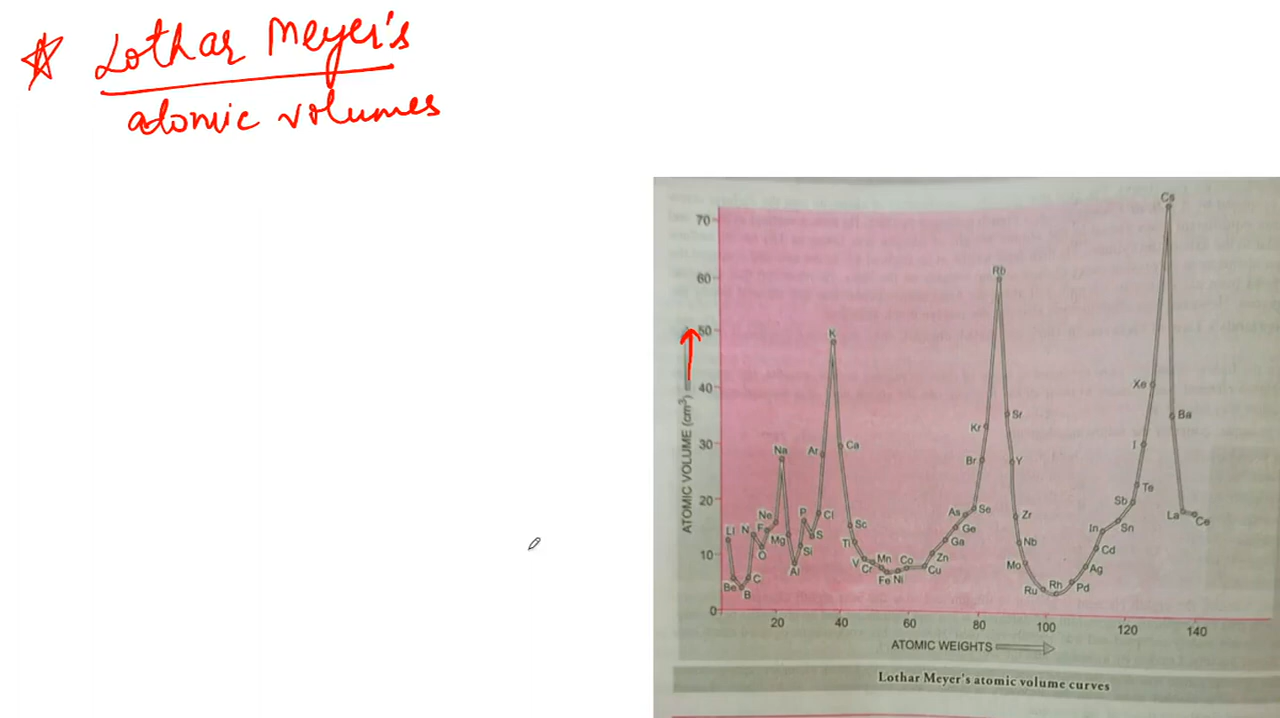 Lothar Meyer's
atomic volumes
Cs
70
60
Rb
50
K
40
Xe
Sr
Ba
Kr
30
Ar
Ca
I
Na
Br
Y
20
Te
As
Se
Sb
P
Cl
Zr
La
Ce
Ne
Sc
Ge
In
Sn
Li
N
F
Mg
S
Ti
Ga
Nb
Cd
10
O
Si
V
Mn
Co
Zn
Mo
Ag
Al
Cr
Fe
Ni
Cu
Be
C
B
Ru
Rh
Pd
0
20
40
60
80
100
120
140
ATOMIC VOLUME (cm³)
ATOMIC WEIGHTS
Lothar Meyer's atomic volume curves